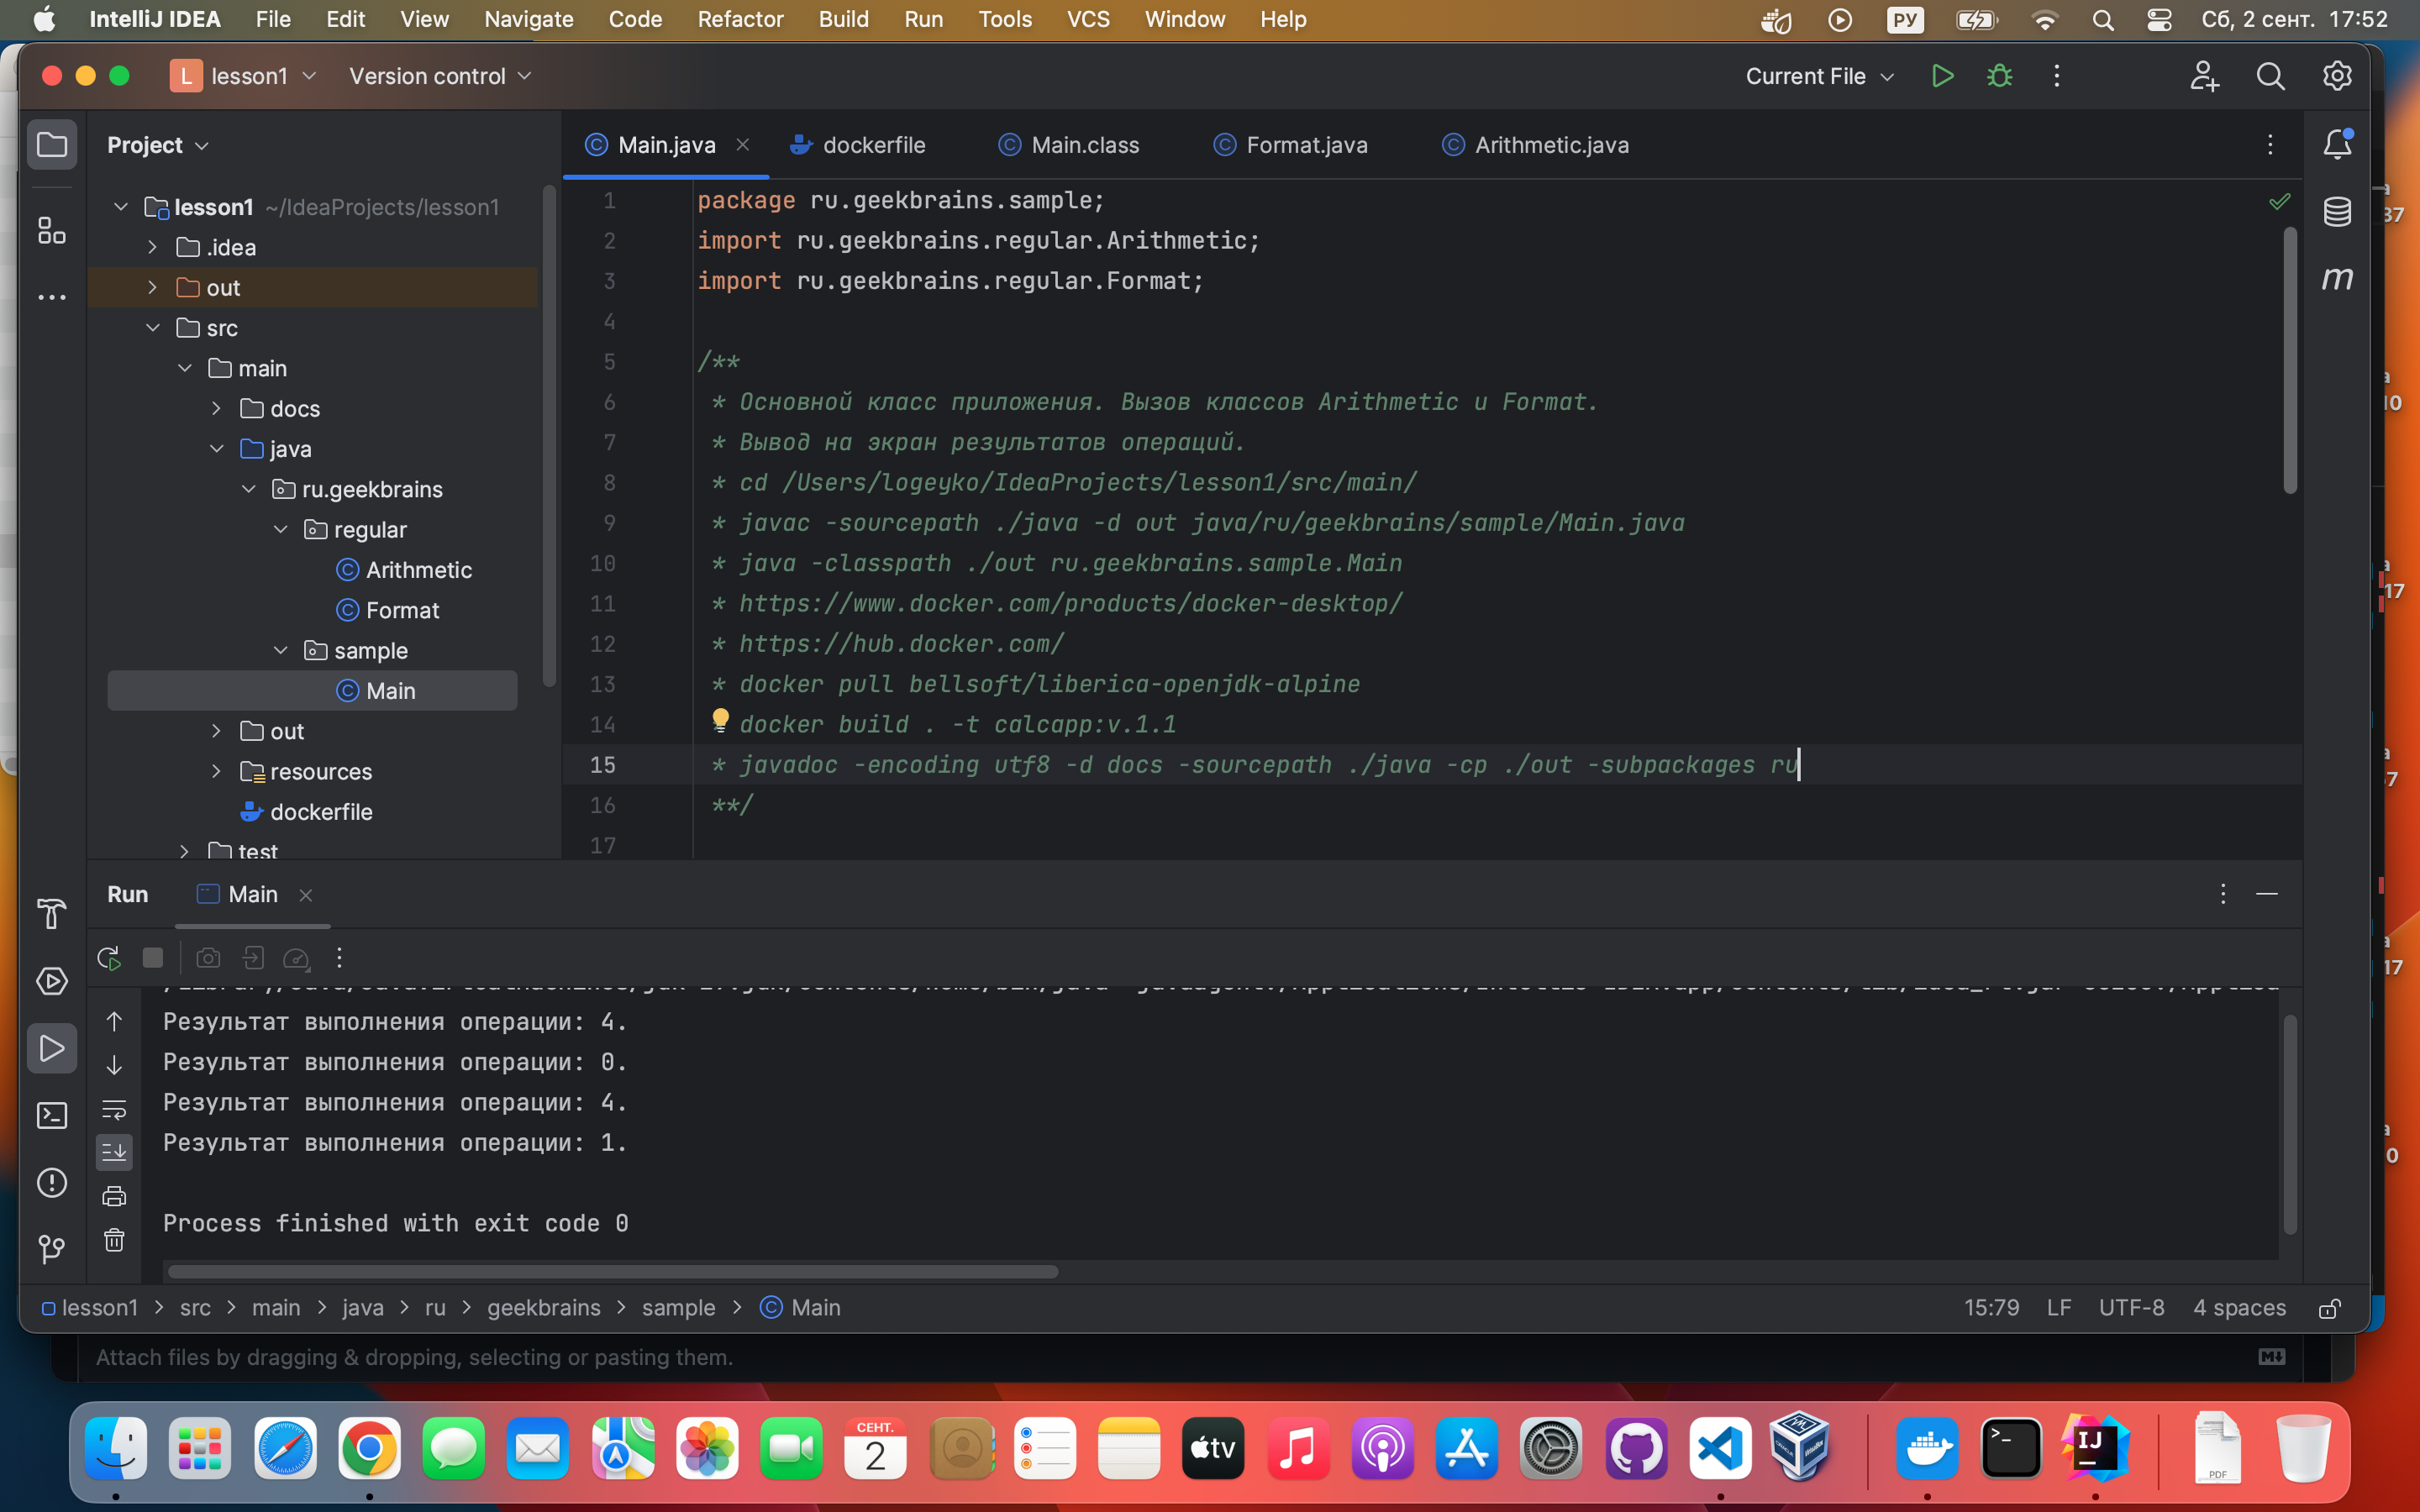 IntelliJ IDEA File Edit View Navigate Code Refactor Build Run Tools VCS Window Help РУ Сб, 2 сент. 17:52
L lesson1 Version control Current File
Project
Main.java dockerfile Main.class Format.java Arithmetic.java
lesson1 ~/IdeaProjects/lesson1
.idea
out
src
main
docs
java
ru.geekbrains
regular
Arithmetic
Format
sample
Main
out
resources
dockerfile
test
1 package ru.geekbrains.sample;
2 import ru.geekbrains.regular.Arithmetic;
3 import ru.geekbrains.regular.Format;
4
5 /**
6 * Основной класс приложения. Вызов классов Arithmetic и Format.
7 * Вывод на экран результатов операций.
8 * cd /Users/logeyko/IdeaProjects/lesson1/src/main/
9 * javac -sourcepath ./java -d out java/ru/geekbrains/sample/Main.java
10 * java -classpath ./out ru.geekbrains.sample.Main
11 * https://www.docker.com/products/docker-desktop/
12 * https://hub.docker.com/
13 * docker pull bellsoft/liberica-openjdk-alpine
14 docker build . -t calcapp:v.1.1
15 * javadoc -encoding utf8 -d docs -sourcepath ./java -cp ./out -subpackages ru
16 **/
17
m
Run Main
Результат выполнения операции: 4.
Результат выполнения операции: 0.
Результат выполнения операции: 4.
Результат выполнения операции: 1.
Process finished with exit code 0
lesson1 > src > main > java > ru > geekbrains > sample > Main 15:79 LF UTF-8 4 spaces
Attach files by dragging & dropping, selecting or pasting them.
СЕНТ.
2
tv
IJ
PDF